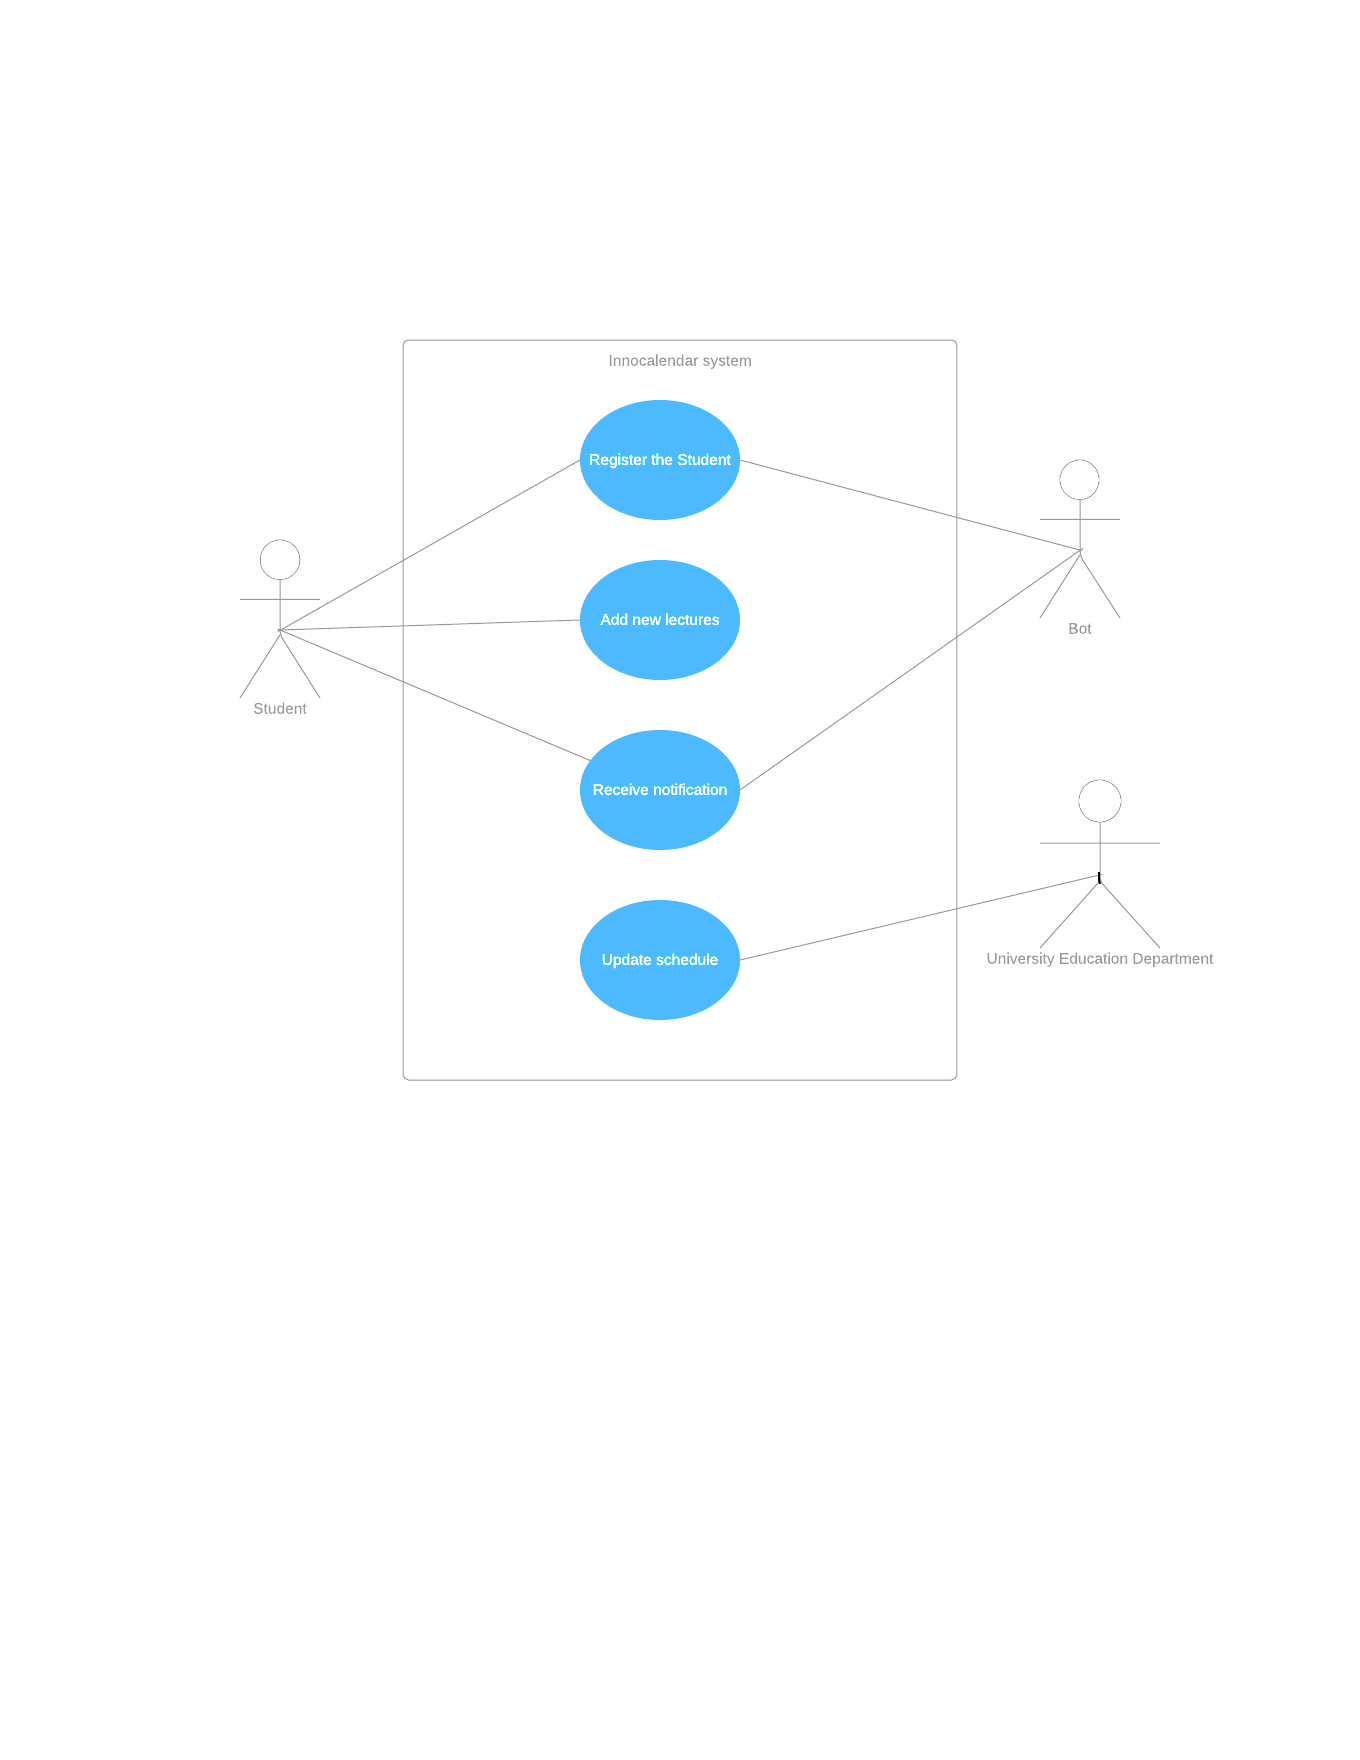 Innocalendar system
Register the Student
Add new lectures
Receive notification
Update schedule
Student
Bot
University Education Department